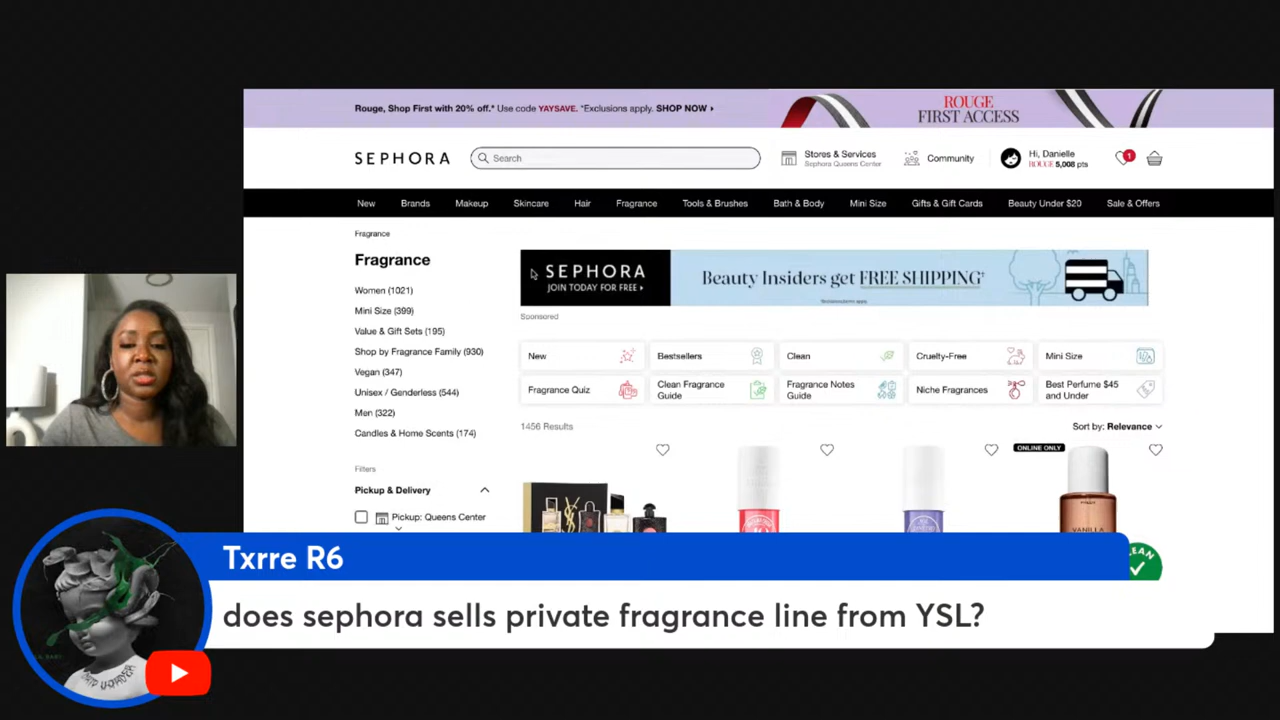 Rouge, Shop First with 20% off.* Use code YAYSAVE. *Exclusions apply. SHOP NOW
ROUGE
FIRST ACCESS
SEPHORA
Search
Stores & Services
Sephora Queens Center
Community
Hi, Danielle
ROUGE 5,008 pts
1
New Brands Makeup Skincare Hair Fragrance Tools & Brushes Bath & Body Mini Size Gifts & Gift Cards Beauty Under $20 Sale & Offers
Fragrance
Fragrance
Women (1021)
Mini Size (399)
Value & Gift Sets (195)
Shop by Fragrance Family (930)
Vegan (347)
Unisex / Genderless (544)
Men (322)
Candles & Home Scents (174)
Filters
Pickup & Delivery
Pickup: Queens Center
SEPHORA
JOIN TODAY FOR FREE
Beauty Insiders get FREE SHIPPING†
Sponsored
New
Bestsellers
Clean
Cruelty-Free
Mini Size
Fragrance Quiz
Clean Fragrance
Guide
Fragrance Notes
Guide
Niche Fragrances
Best Perfume $45
and Under
1456 Results
Sort by: Relevance
ONLINE ONLY
VANILLA
Txrre R6
does sephora sells private fragrance line from YSL?